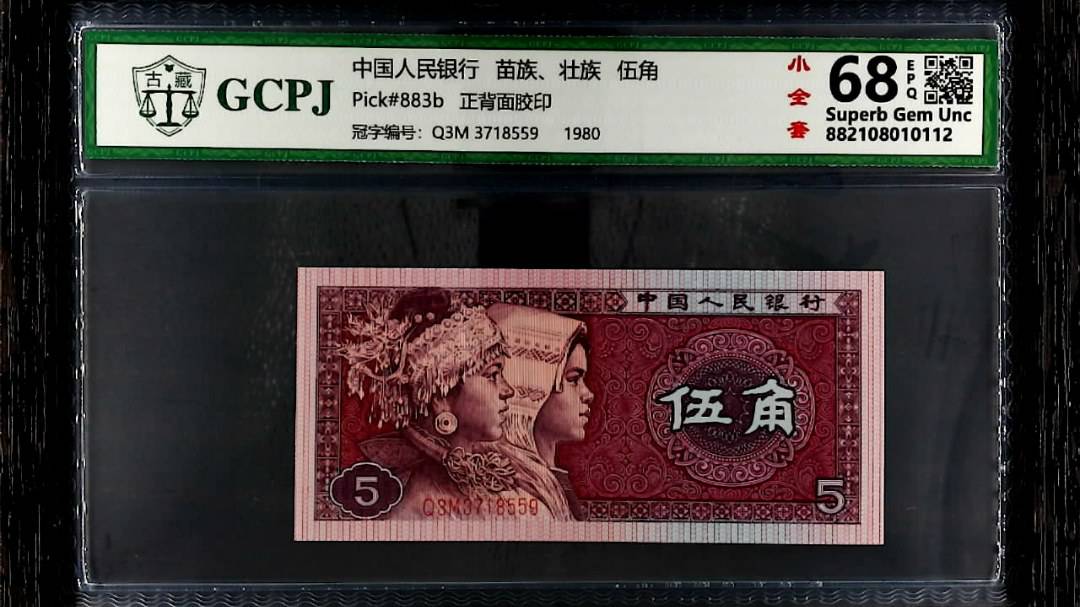 古藏
GCPJ
中国人民银行 苗族、壮族 伍角
Pick#883b 正背面胶印
冠字编号: Q3M 3718559 1980
小全套
68
EPQ
Superb Gem Unc
882108010112
中国人民银行
伍角
5
Q3M3718559
5